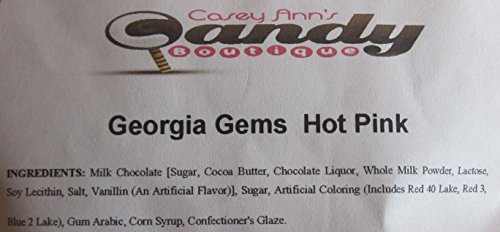 Casey Ann's
Candy
Boutique
Georgia Gems Hot Pink
INGREDIENTS: Milk Chocolate [Sugar, Cocoa Butter, Chocolate Liquor, Whole Milk Powder, Lactose,
Soy Lecithin, Salt, Vanillin (An Artificial Flavor)], Sugar, Artificial Coloring (Includes Red 40 Lake, Red 3,
Blue 2 Lake), Gum Arabic, Corn Syrup, Confectioner's Glaze.